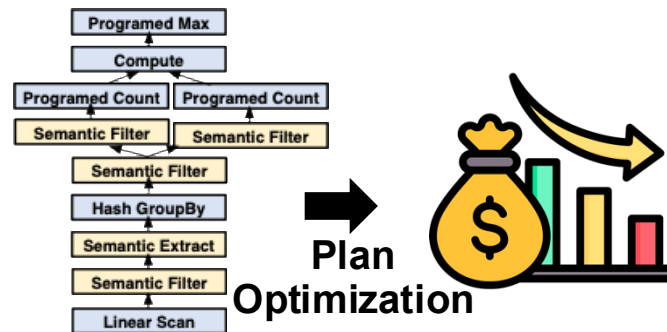 Programed Max
Compute
Programed Count Programed Count
Semantic Filter Semantic Filter
Semantic Filter
Hash GroupBy
Semantic Extract
Semantic Filter
Linear Scan
Plan
Optimization
$